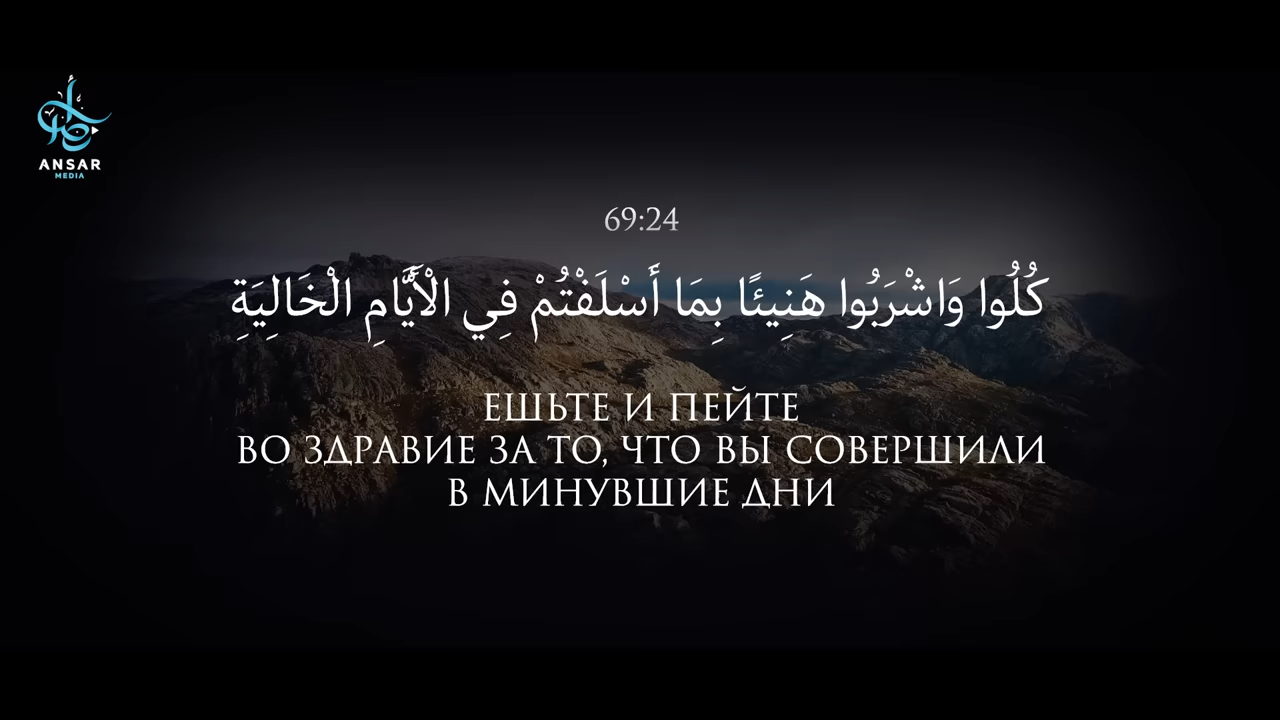 ANSAR
MEDIA
69:24
كُلُوا وَاشْرَبُوا هَنِيئًا بِمَا أَسْلَفْتُمْ فِي الْأَيَّامِ الْخَالِيَةِ
ЕШЬТЕ И ПЕЙТЕ
ВО ЗДРАВИЕ ЗА ТО, ЧТО ВЫ СОВЕРШИЛИ
В МИНУВШИЕ ДНИ